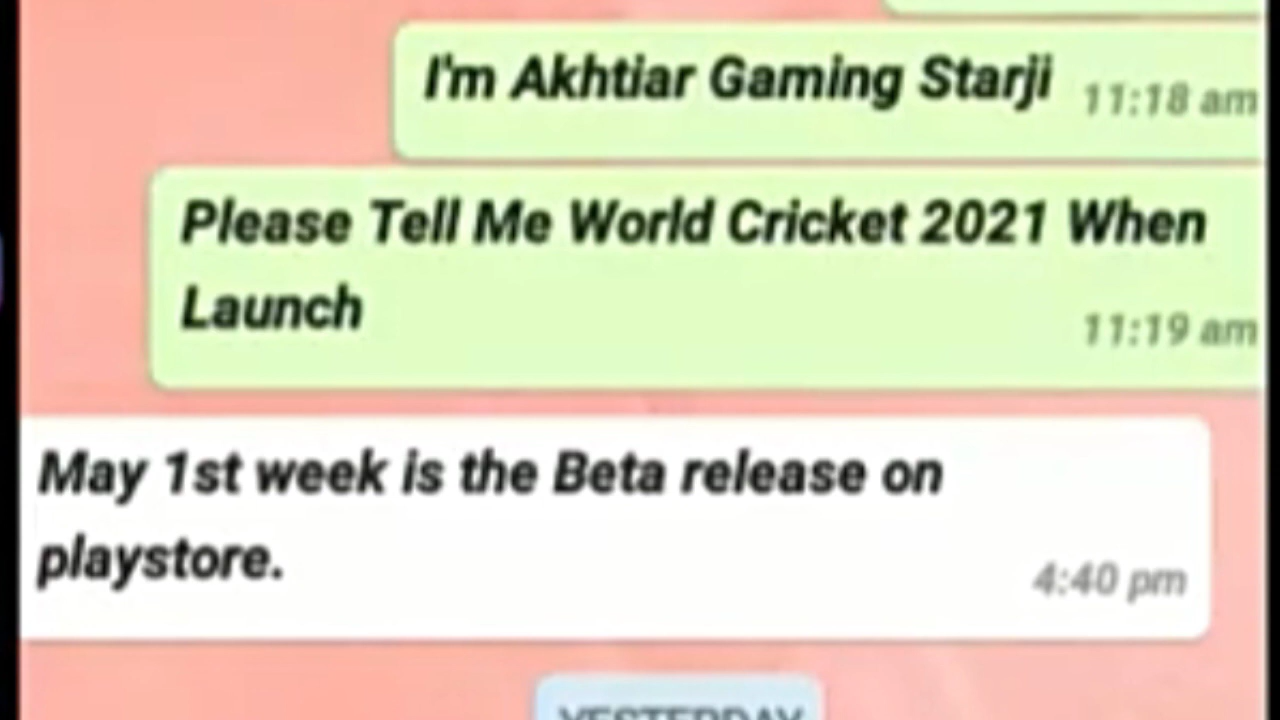 I'm Akhtiar Gaming Starji
11:18 am
Please Tell Me World Cricket 2021 When
Launch
11:19 am
May 1st week is the Beta release on
playstore.
4:40 pm
YESTERDAY